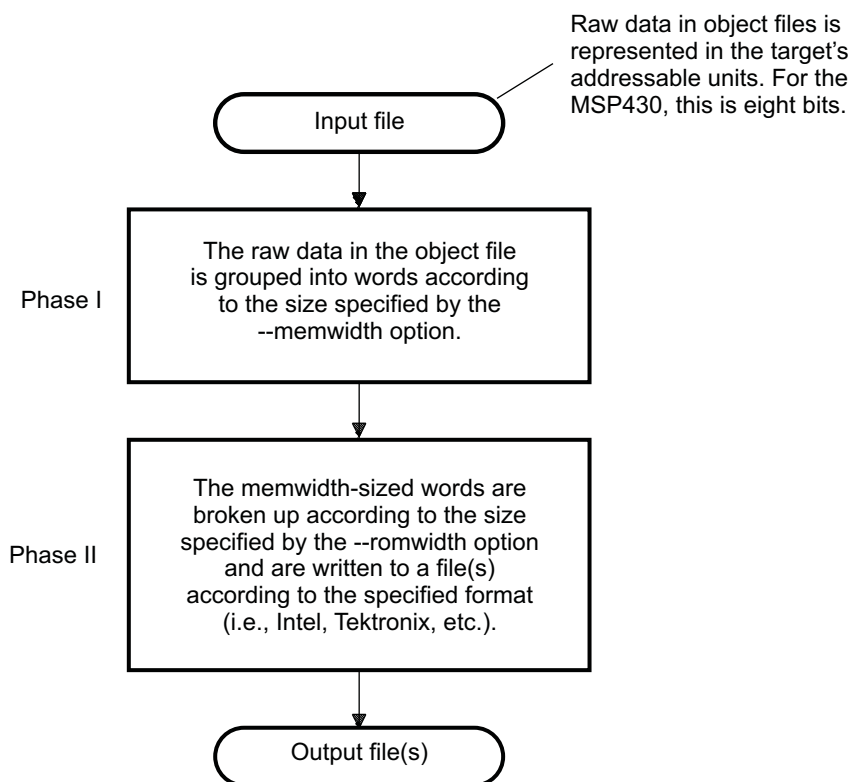 Raw data in object files is
represented in the target’s
addressable units. For the
MSP430, this is eight bits.
Input file
Phase I
The raw data in the object file
is grouped into words according
to the size specified by the
--memwidth option.
Phase II
The memwidth-sized words are
broken up according to the size
specified by the --romwidth option
and are written to a file(s)
according to the specified format
(i.e., Intel, Tektronix, etc.).
Output file(s)